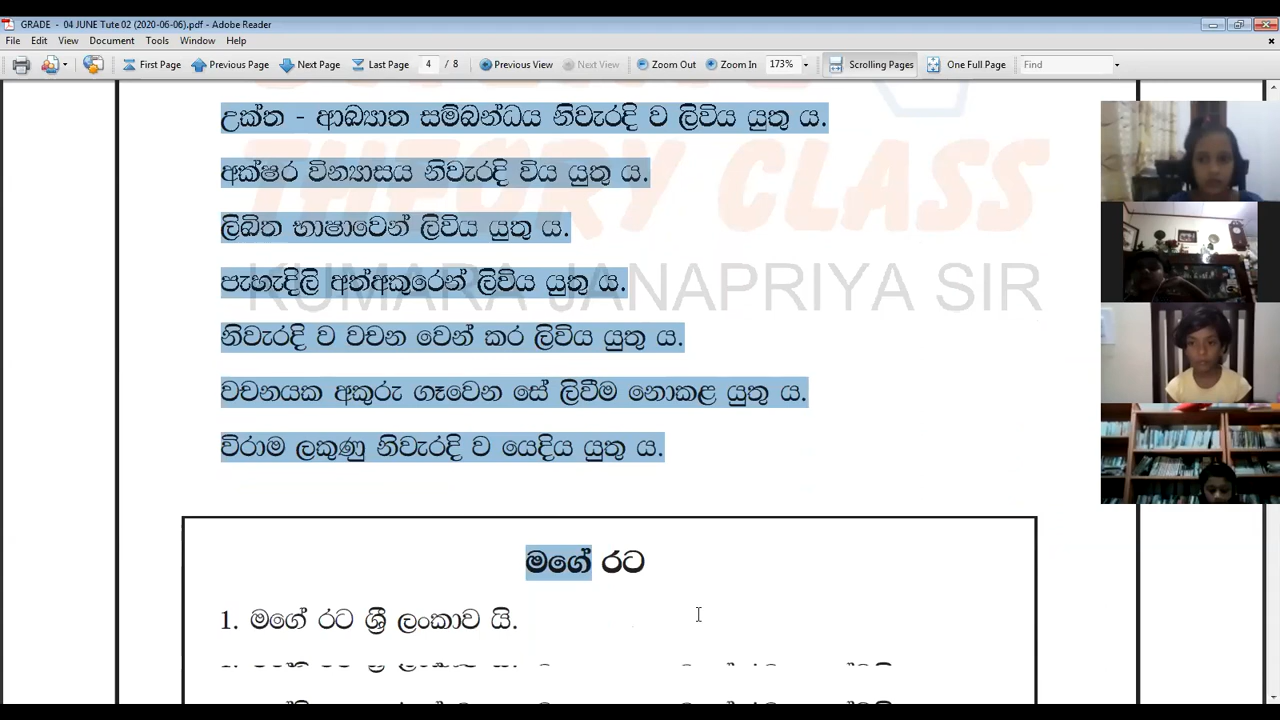 GRADE - 04 JUNE Tute 02 (2020-06-06).pdf - Adobe Reader
File Edit View Document Tools Window Help
First Page Previous Page Next Page Last Page 4 / 8 Previous View Next View Zoom Out Zoom In 173% Scrolling Pages One Full Page Find
උක්ත - ආඛ්‍යාත සම්බන්ධය නිවැරදි ව ලිවිය යුතු ය.
THEORY CLASS
අක්ෂර වින්‍යාසය නිවැරදි විය යුතු ය.
ලිඛිත භාෂාවෙන් ලිවිය යුතු ය.
පැහැදිලි අත්අකුරෙන් ලිවිය යුතු ය.
KUMARA JANAPRIYA SIR
නිවැරදි ව වචන වෙන් කර ලිවිය යුතු ය.
වචනයක අකුරු ගෑවෙන සේ ලිවීම නොකළ යුතු ය.
විරාම ලකුණු නිවැරදි ව යෙදිය යුතු ය.
මගේ රට
1. මගේ රට ශ්‍රී ලංකාව යි.